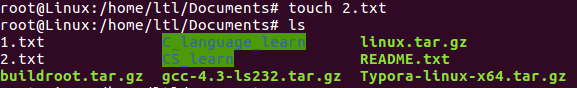 root@Linux:/home/ltl/Documents# touch 2.txt
root@Linux:/home/ltl/Documents# ls
1.txt C_language_learn linux.tar.gz
2.txt CS_learn README.txt
buildroot.tar.gz gcc-4.3-ls232.tar.gz Typora-linux-x64.tar.gz